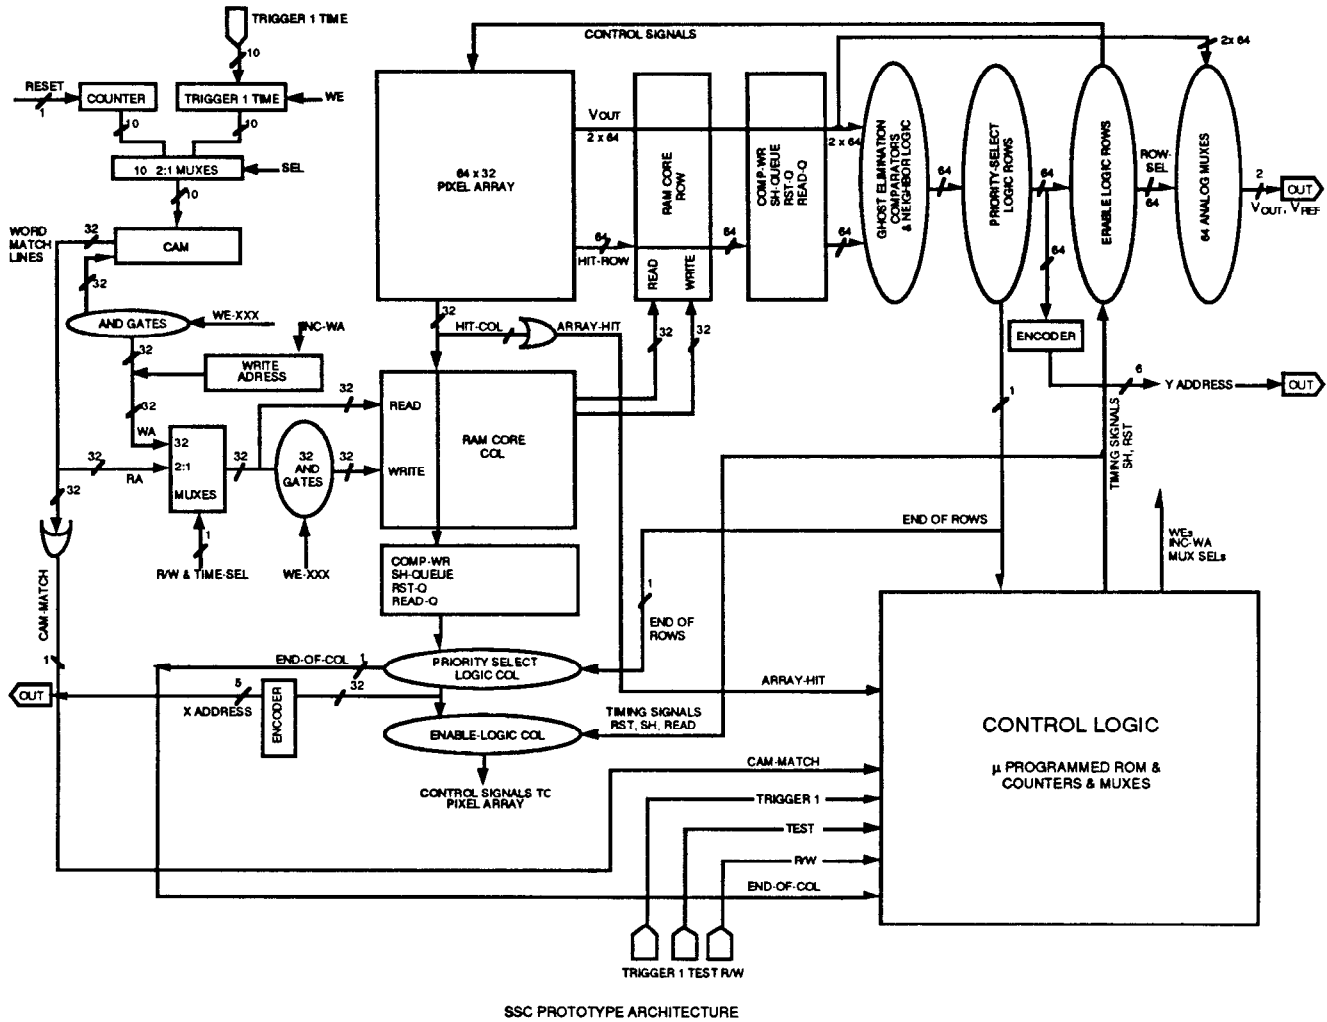 TRIGGER 1 TIME
10
CONTROL SIGNALS
2x 64
RESET
1
COUNTER
TRIGGER 1 TIME
WE
10
10
10 2:1 MUXES
SEL
10
WORD
MATCH
LINES
32
CAM
32
AND GATES
WE-XXX
INC-WA
32
WRITE
ADRESS
32
WA
32
2:1
MUXES
32
RA
32
32
1
R/W & TIME-SEL
32
AND
GATES
32
32
WE-XXX
CAM-MATCH
1
64 x 32
PIXEL ARRAY
VOUT
2 x 64
64
HIT-ROW
32
HIT-COL
ARRAY-HIT
RAM CORE
ROW
READ
WRITE
32
32
64
COMP-WR
SH-QUEUE
RST-Q
READ-Q
2 x 64
64
GHOST ELIMINATION
COMPARATORS
& NEIGHBOR LOGIC
64
PRIORITY-SELECT
LOGIC ROWS
64
64
ERABLE LOGIC ROWS
ROW-
SEL
64
64 ANALOG MUXES
2
OUT
VOUT, VREF
ENCODER
6
Y ADDRESS
OUT
1
TIMING SIGNALS
SH, RST
READ
WRITE
RAM CORE
COL
END OF ROWS
COMP-WR
SH-QUEUE
RST-Q
READ-Q
1
END OF
ROWS
WEs
INC-WA
MUX SELs
END-OF-COL
1
PRIORITY SELECT
LOGIC COL
OUT
5
X ADDRESS
ENCODER
32
ENABLE-LOGIC COL
TIMING SIGNALS
RST, SH, READ
CONTROL SIGNALS TC
PIXEL ARRAY
ARRAY-HIT
CAM-MATCH
TRIGGER 1
TEST
R/W
END-OF-COL
CONTROL LOGIC
µ PROGRAMMED ROM &
COUNTERS & MUXES
TRIGGER 1 TEST R/W
SSC PROTOTYPE ARCHITECTURE